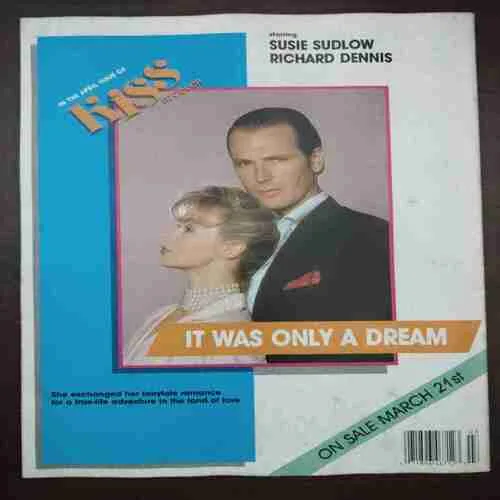 starring
SUSIE SUDLOW
RICHARD DENNIS
IN THE APRIL ISSUE OF
kiss
IT WAS ONLY A DREAM
She exchanged her fairytale romance
for a true-life adventure in the land of love
ON SALE MARCH 21st